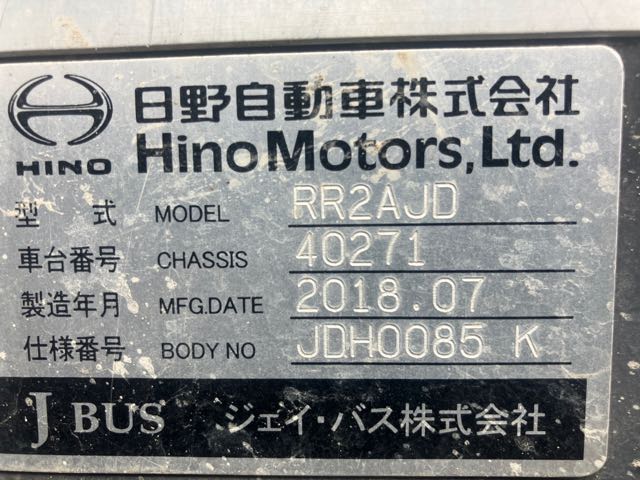 日野自動車株式会社
HINO Hino Motors, Ltd.
型 式 MODEL RR2AJD
車台番号 CHASSIS 40271
製造年月 MFG.DATE 2018.07
仕様番号 BODY NO JDH0085 K
J BUS ジェイ・バス株式会社